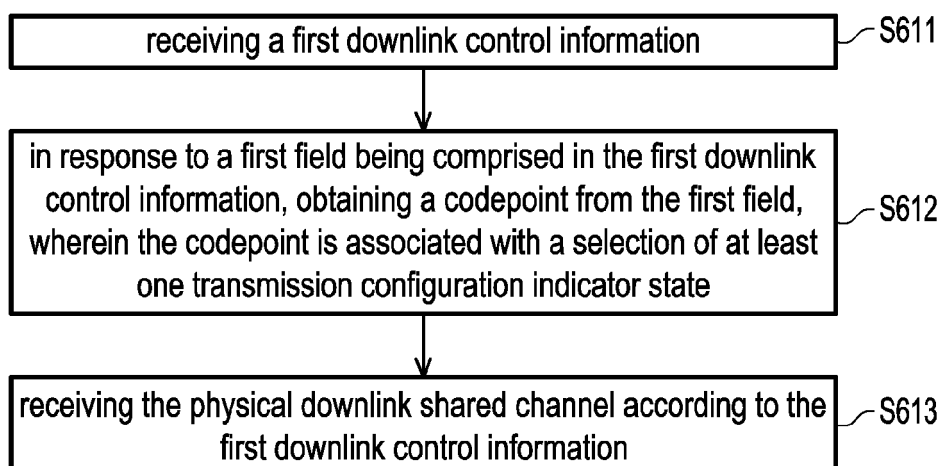 receiving a first downlink control information
S611
in response to a first field being comprised in the first downlink
control information, obtaining a codepoint from the first field,
wherein the codepoint is associated with a selection of at least
one transmission configuration indicator state
S612
receiving the physical downlink shared channel according to the
first downlink control information
S613